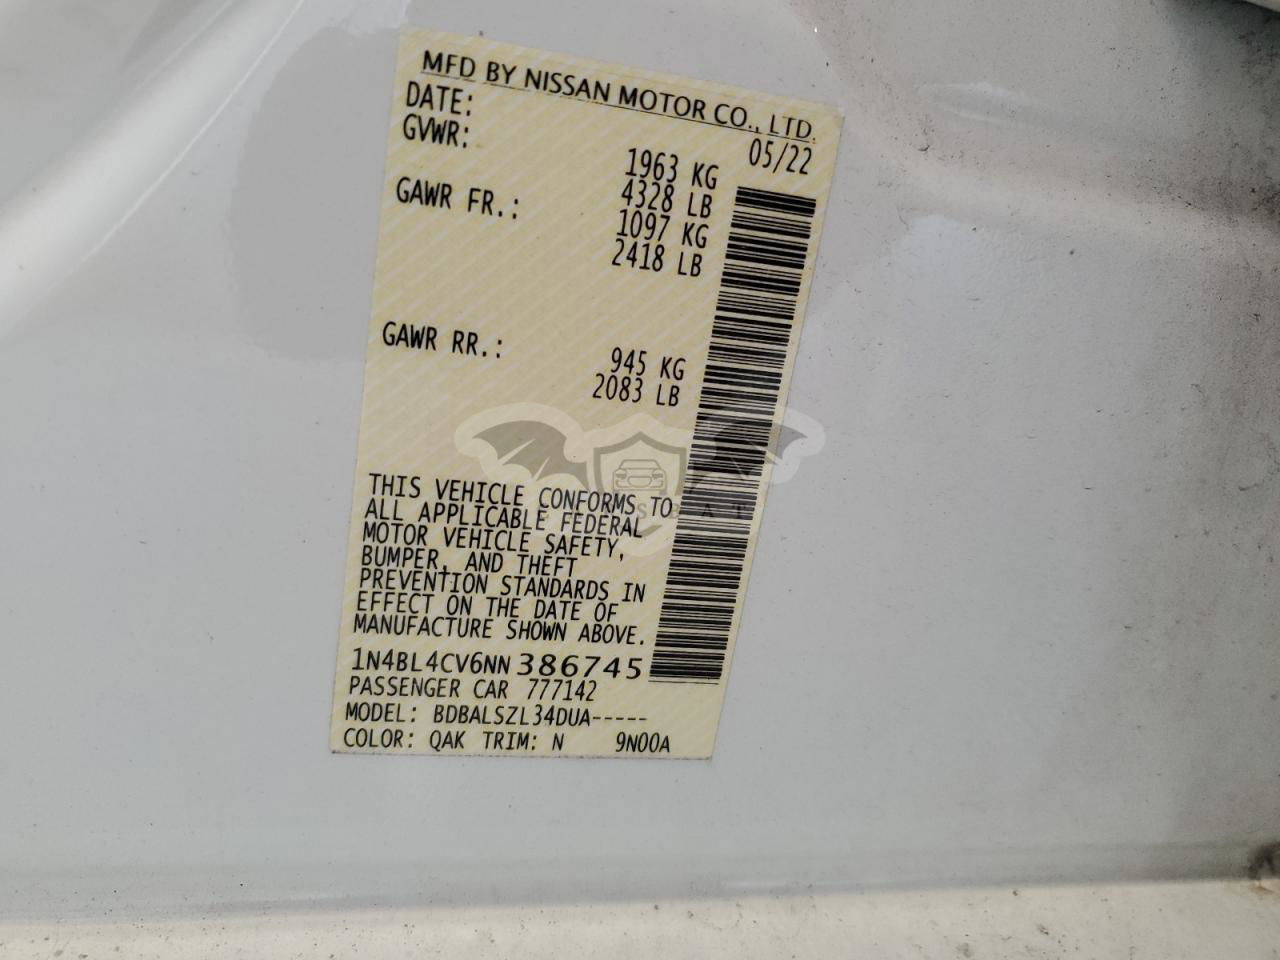 MFD BY NISSAN MOTOR CO., LTD.
DATE: 05/22
GVWR: 1963 KG
4328 LB
GAWR FR.: 1097 KG
2418 LB
GAWR RR.: 945 KG
2083 LB
THIS VEHICLE CONFORMS TO
ALL APPLICABLE FEDERAL
MOTOR VEHICLE SAFETY,
BUMPER, AND THEFT
PREVENTION STANDARDS IN
EFFECT ON THE DATE OF
MANUFACTURE SHOWN ABOVE.
1N4BL4CV6NN386745
PASSENGER CAR 777142
MODEL: BDBALSZL34DUA-----
COLOR: QAK TRIM: N 9N00A